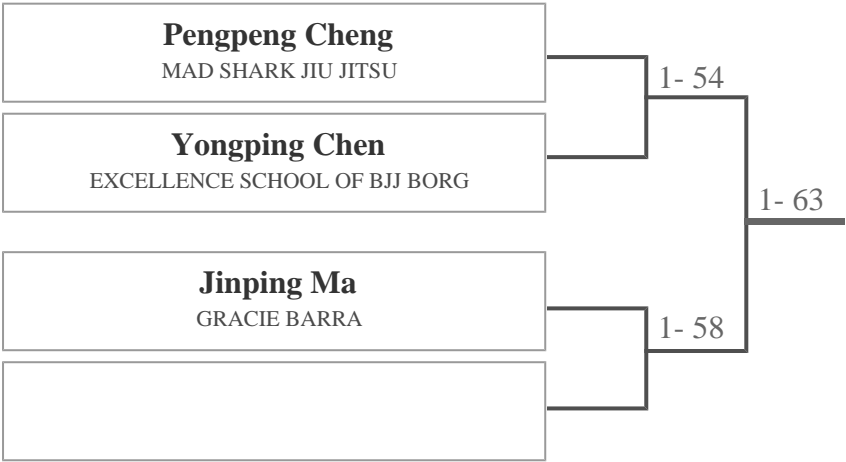 Pengpeng Cheng
MAD SHARK JIU JITSU
1- 54
Yongping Chen
EXCELLENCE SCHOOL OF BJJ BORG
1- 63
Jinping Ma
GRACIE BARRA
1- 58